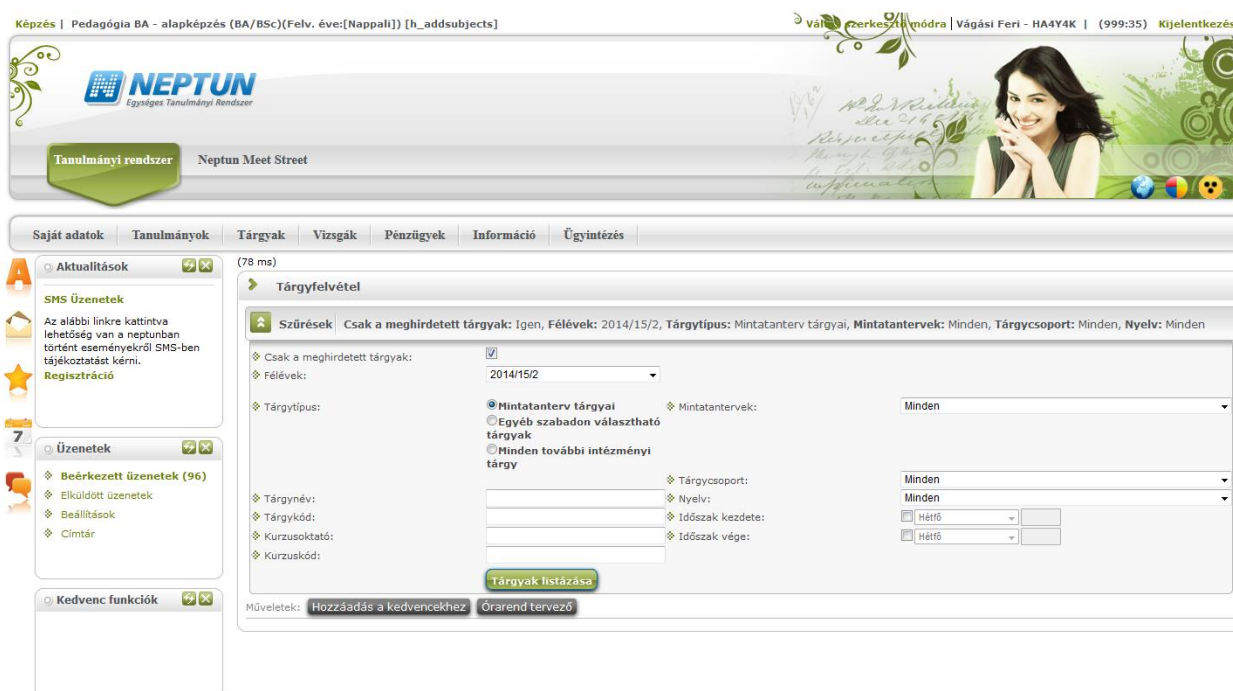 Képzés | Pedagógia BA - alapképzés (BA/BSc)(Felv. éve:[Nappali]) [h_addsubjects]
módra | Vágási Feri - HA4Y4K | (999:35) Kijelentkezés
NEPTUN
Egységes Tanulmányi Rendszer
Tanulmányi rendszer
Neptun Meet Street
Saját adatok
Tanulmányok
Tárgyak
Vizsgák
Pénzügyek
Információ
Ügyintézés
Aktualitások
SMS Üzenetek
Az alábbi linkre kattintva
lehetőség van a neptunban
történt eseményekről SMS-ben
tájékoztatást kérni.
Regisztráció
7
Üzenetek
Beérkezett üzenetek (96)
Elküldött üzenetek
Beállítások
Címtár
Kedvenc funkciók
(78 ms)
Tárgyfelvétel
Szűrések Csak a meghirdetett tárgyak: Igen, Félévek: 2014/15/2, Tárgytípus: Mintatanterv tárgyai, Mintatantervek: Minden, Tárgycsoport: Minden, Nyelv: Minden
Csak a meghirdetett tárgyak:
Félévek: 2014/15/2
Tárgytípus: Mintatanterv tárgyai
Egyéb szabadon választható
tárgyak
Minden további intézményi
tárgy
Mintatantervek: Minden
Tárgycsoport: Minden
Tárgynév:
Nyelv: Minden
Tárgykód:
Időszak kezdete: Hétfő
Kurzusoktató:
Időszak vége: Hétfő
Kurzuskód:
Tárgyak listázása
Műveletek: Hozzáadás a kedvencekhez Órarend tervező